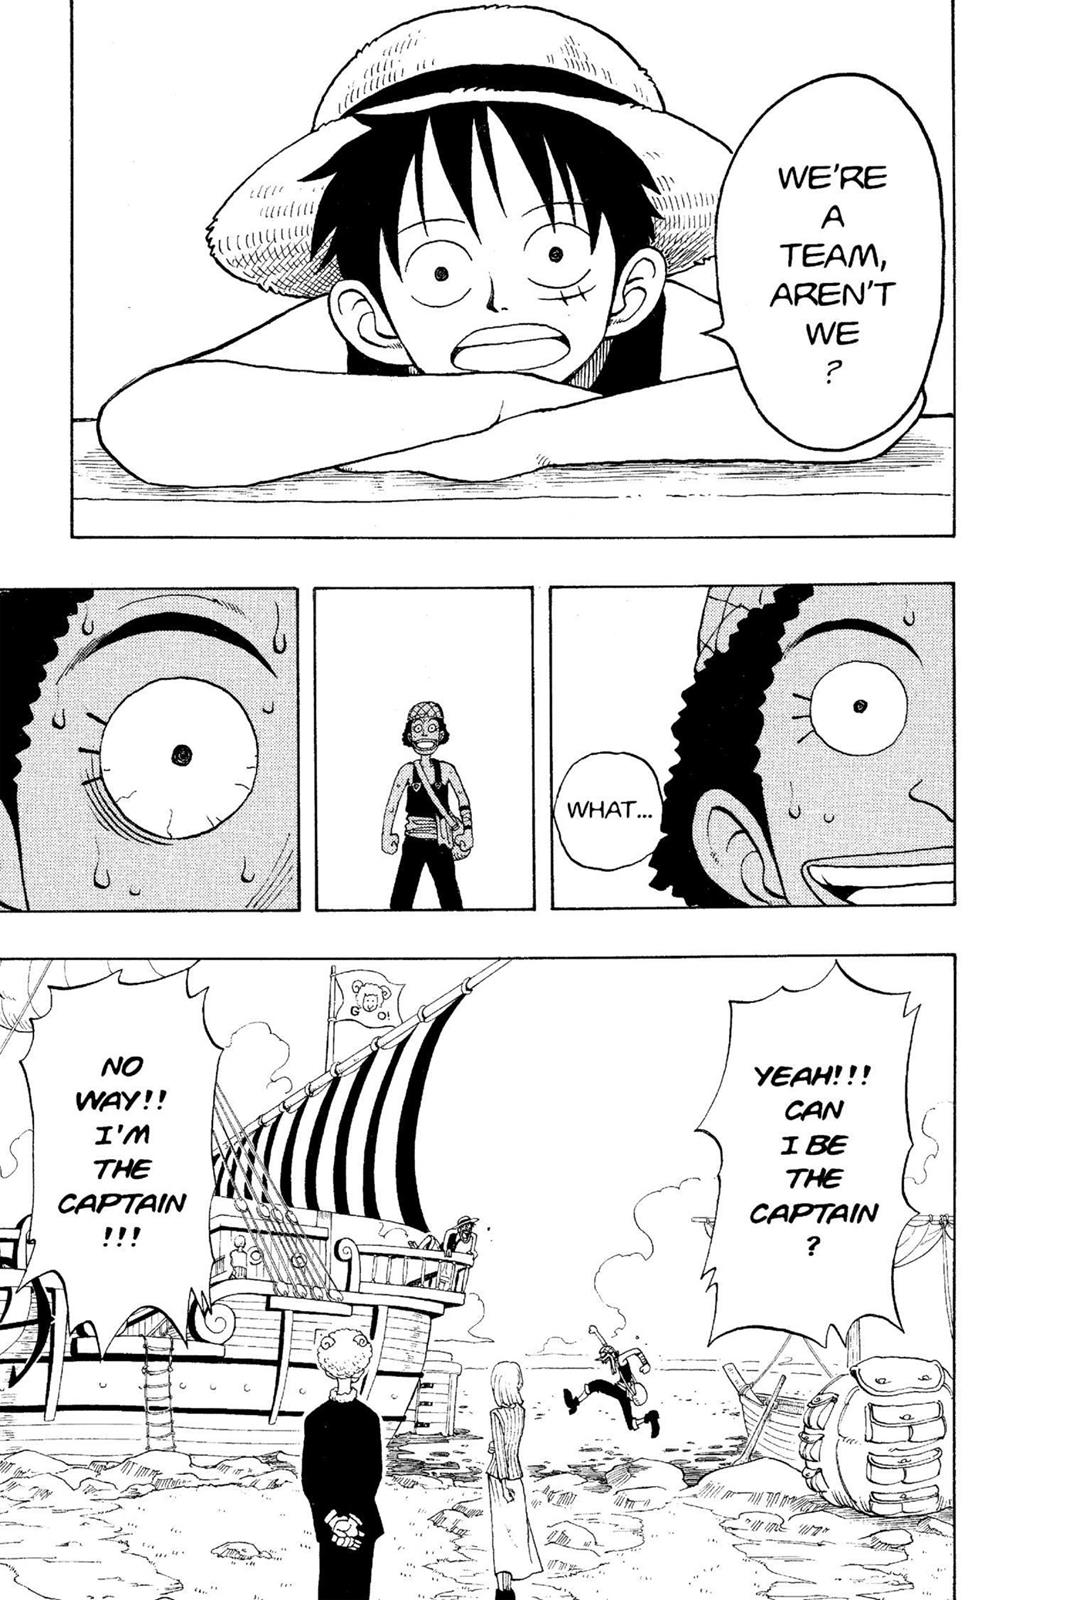 WE'RE
A
TEAM,
AREN'T
WE
?
WHAT...
YEAH!!!
CAN
I BE
THE
CAPTAIN
?
G O!
NO
WAY!!
I'M
THE
CAPTAIN
!!!